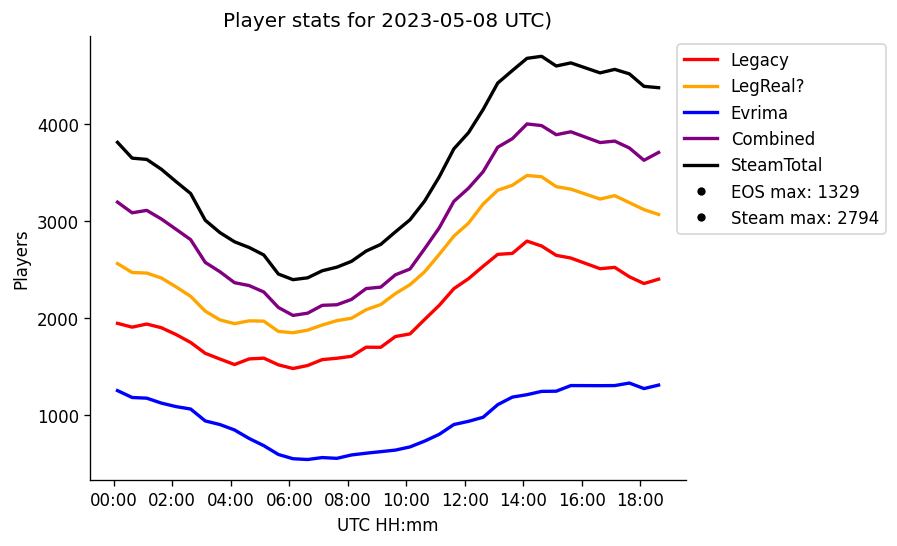 Player stats for 2023-05-08 UTC)
Legacy
LegReal?
Evrima
Combined
SteamTotal
EOS max: 1329
Steam max: 2794
Players
4000
3000
2000
1000
00:00 02:00 04:00 06:00 08:00 10:00 12:00 14:00 16:00 18:00
UTC HH:mm